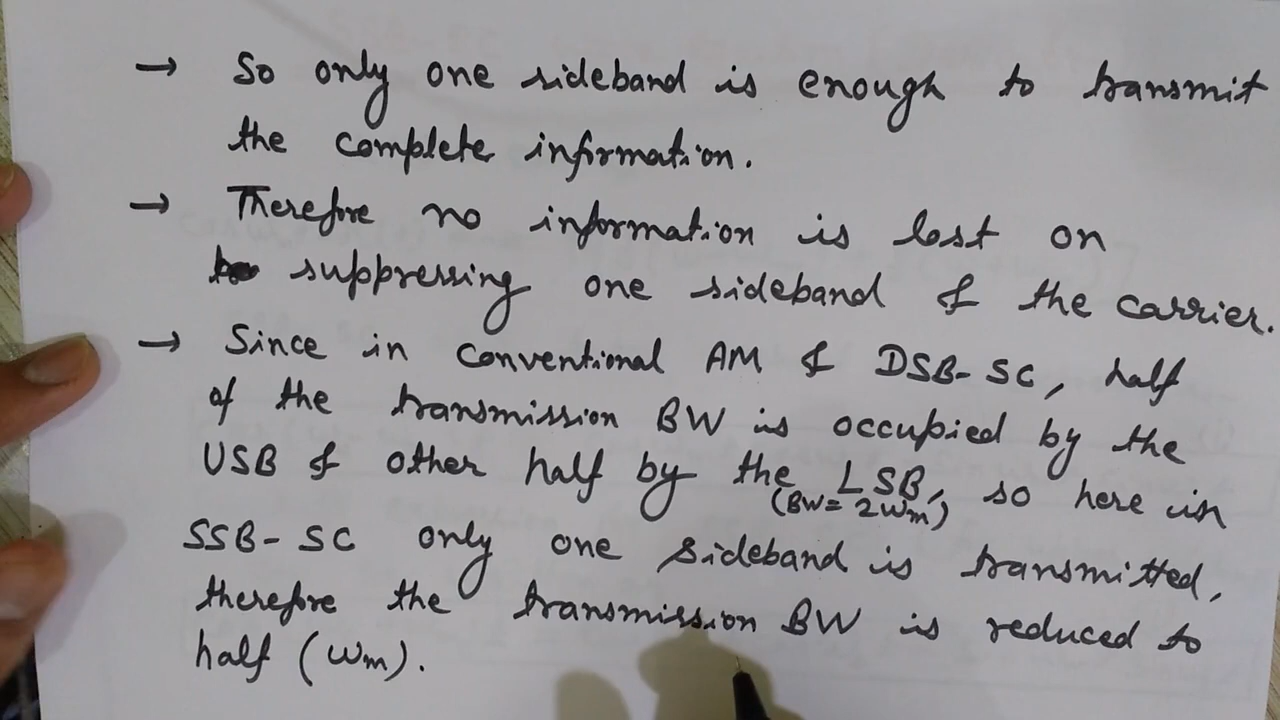 → So only one sideband is enough to transmit
the complete information.
→ Therefore no information is lost on
suppressing one sideband & the carrier.
→ Since in conventional AM & DSB-SC, half
of the transmission BW is occupied by the
USB & other half by the LSB, so here in
(BW = 2ωm)
SSB-SC only one sideband is transmitted,
therefore the transmission BW is reduced to
half (ωm).